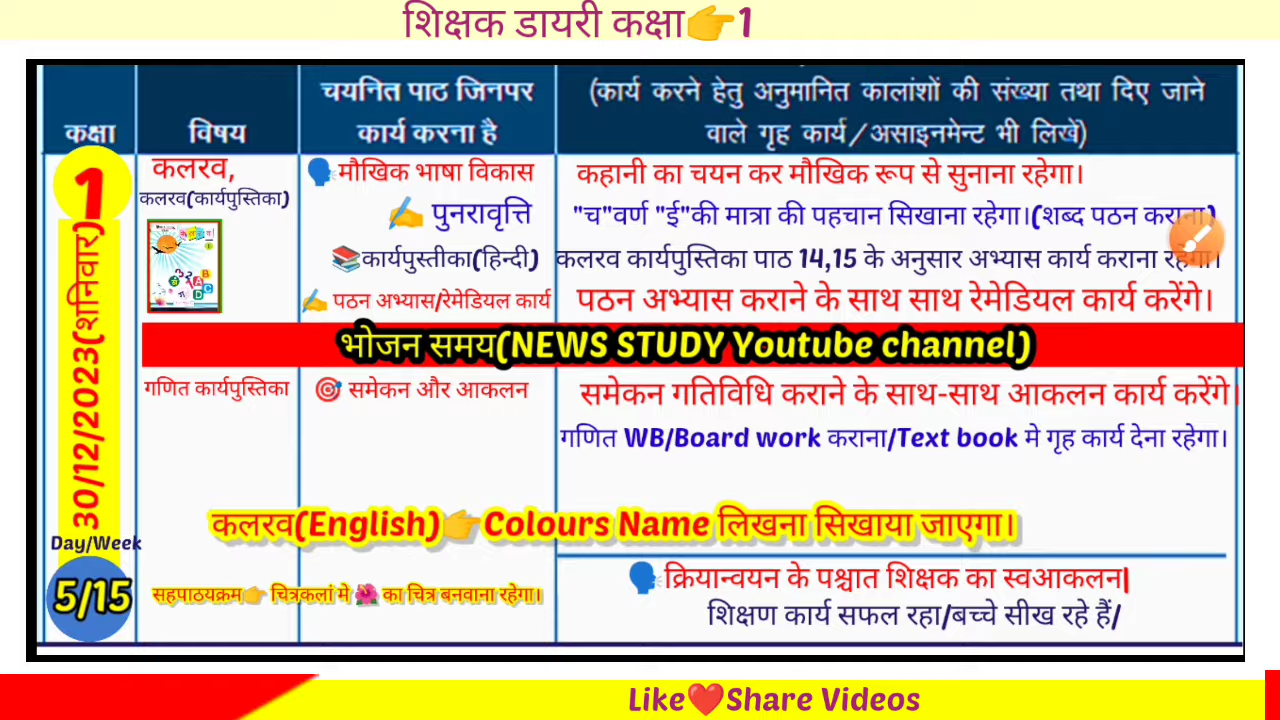 शिक्षक डायरी कक्षा👉1
चयनित पाठ जिनपर
कार्य करना है
(कार्य करने हेतु अनुमानित कालांशों की संख्या तथा दिए जाने
वाले गृह कार्य/असाइनमेन्ट भी लिखें)
कक्षा
विषय
1
30/12/2023(शनिवार)
Day/Week
5/15
कलरव,
कलरव(कार्यपुस्तिका)
🗣️मौखिक भाषा विकास
कहानी का चयन कर मौखिक रूप से सुनाना रहेगा।
✍️ पुनरावृत्ति
"च"वर्ण "ई"की मात्रा की पहचान सिखाना रहेगा।(शब्द पठन कराना)
📚कार्यपुस्तीका(हिन्दी)
कलरव कार्यपुस्तिका पाठ 14,15 के अनुसार अभ्यास कार्य कराना रहेगा।
✍️ पठन अभ्यास/रेमेडियल कार्य
पठन अभ्यास कराने के साथ साथ रेमेडियल कार्य करेंगे।
भोजन समय(NEWS STUDY Youtube channel)
गणित कार्यपुस्तिका
🎯 समेकन और आकलन
समेकन गतिविधि कराने के साथ-साथ आकलन कार्य करेंगे।
गणित WB/Board work कराना/Text book मे गृह कार्य देना रहेगा।
कलरव(English)👉Colours Name लिखना सिखाया जाएगा।
सहपाठयक्रम👉 चित्रकलां मे 🌺 का चित्र बनवाना रहेगा।
🗣️क्रियान्वयन के पश्चात शिक्षक का स्वआकलन|
शिक्षण कार्य सफल रहा/बच्चे सीख रहे हैं/
Like❤️Share Videos